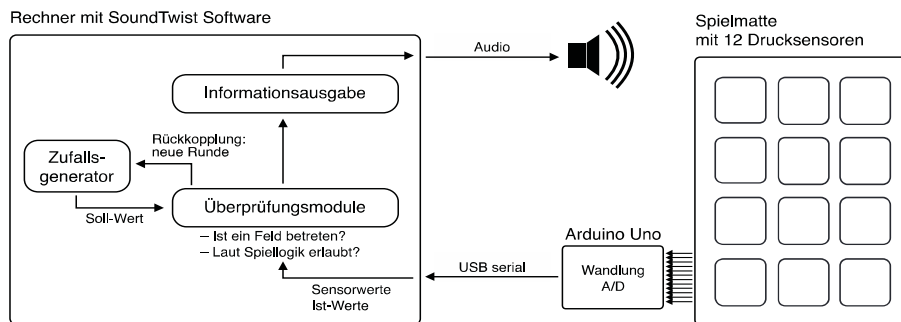 Rechner mit SoundTwist Software
Informationsausgabe
Rückkopplung:
neue Runde
Zufalls-
generator
Soll-Wert
Überprüfungsmodule
– Ist ein Feld betreten?
– Laut Spiellogik erlaubt?
Sensorwerte
Ist-Werte
Audio
USB serial
Arduino Uno
Wandlung
A/D
Spielmatte
mit 12 Drucksensoren